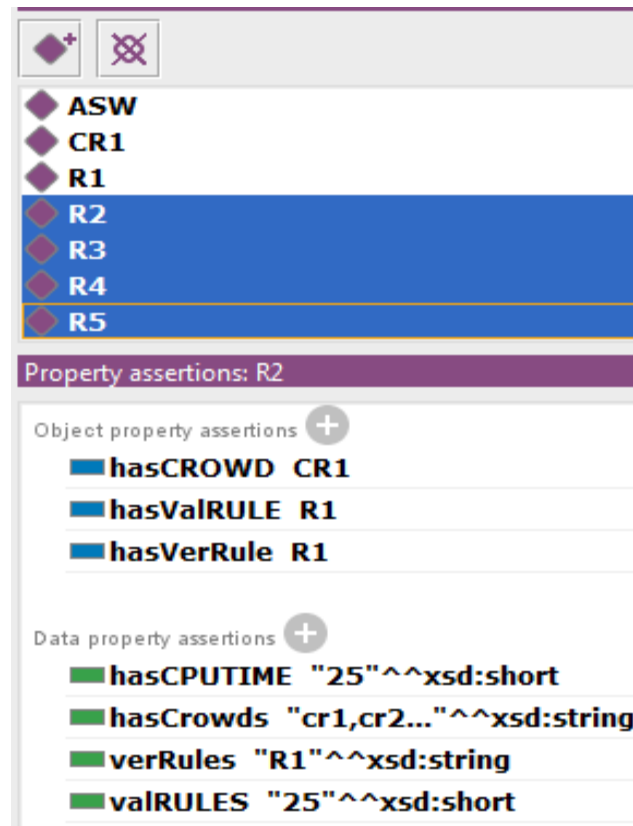 ASW
CR1
R1
R2
R3
R4
R5
Property assertions: R2
Object property assertions
hasCROWD CR1
hasValRULE R1
hasVerRule R1
Data property assertions
hasCPUTIME "25"^^xsd:short
hasCrowds "cr1,cr2..."^^xsd:string
verRules "R1"^^xsd:string
valRULES "25"^^xsd:short